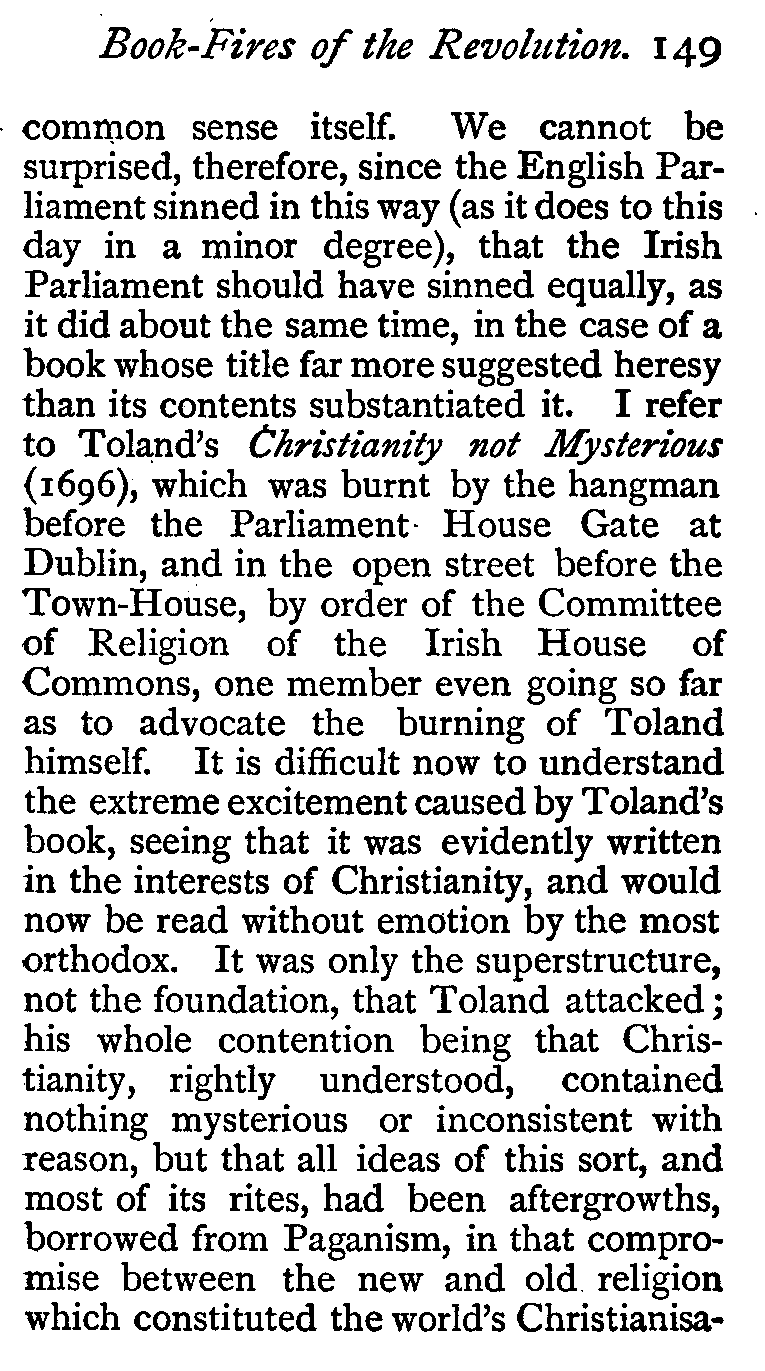 Book-Fires of the Revolution. 149
common sense itself. We cannot be
surprised, therefore, since the English Par-
liament sinned in this way (as it does to this
day in a minor degree), that the Irish
Parliament should have sinned equally, as
it did about the same time, in the case of a
book whose title far more suggested heresy
than its contents substantiated it. I refer
to Toland's Christianity not Mysterious
(1696), which was burnt by the hangman
before the Parliament House Gate at
Dublin, and in the open street before the
Town-House, by order of the Committee
of Religion of the Irish House of
Commons, one member even going so far
as to advocate the burning of Toland
himself. It is difficult now to understand
the extreme excitement caused by Toland's
book, seeing that it was evidently written
in the interests of Christianity, and would
now be read without emotion by the most
orthodox. It was only the superstructure,
not the foundation, that Toland attacked;
his whole contention being that Chris-
tianity, rightly understood, contained
nothing mysterious or inconsistent with
reason, but that all ideas of this sort, and
most of its rites, had been aftergrowths,
borrowed from Paganism, in that compro-
mise between the new and old religion
which constituted the world's Christianisa-